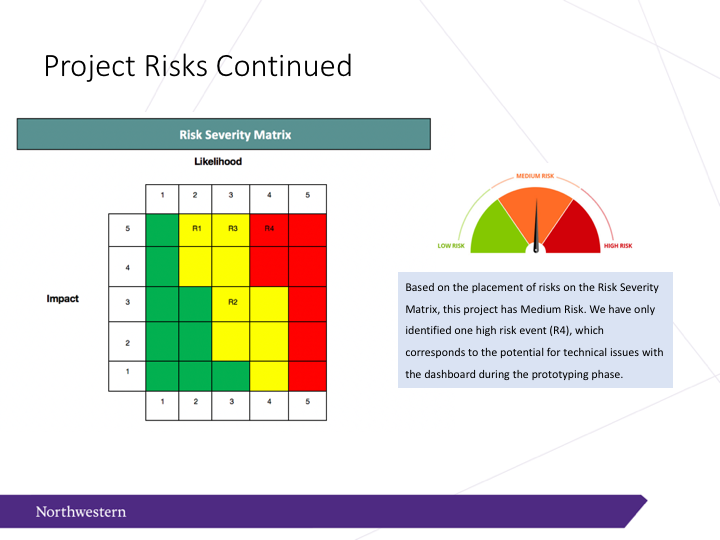 Project Risks Continued
Risk Severity Matrix
Likelihood
1 2 3 4 5
5 R1 R3 R4
4
Impact
3 R2
2
1
1 2 3 4 5
MEDIUM RISK
LOW RISK
HIGH RISK
Based on the placement of risks on the Risk Severity
Matrix, this project has Medium Risk. We have only
identified one high risk event (R4), which
corresponds to the potential for technical issues with
the dashboard during the prototyping phase.
Northwestern